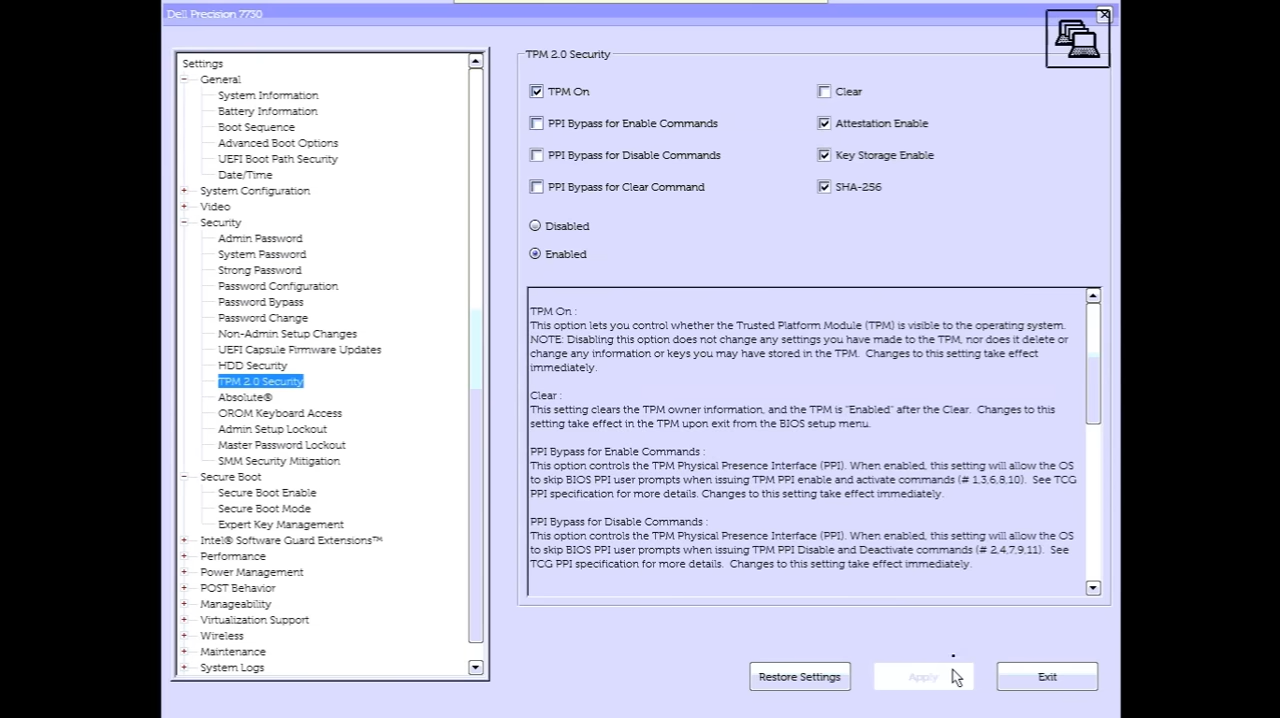 Dell Precision 7750
Settings
General
System Information
Battery Information
Boot Sequence
Advanced Boot Options
UEFI Boot Path Security
Date/Time
System Configuration
Video
Security
Admin Password
System Password
Strong Password
Password Configuration
Password Bypass
Password Change
Non-Admin Setup Changes
UEFI Capsule Firmware Updates
HDD Security
TPM 2.0 Security
Absolute®
OROM Keyboard Access
Admin Setup Lockout
Master Password Lockout
SMM Security Mitigation
Secure Boot
Secure Boot Enable
Secure Boot Mode
Expert Key Management
Intel® Software Guard Extensions™
Performance
Power Management
POST Behavior
Manageability
Virtualization Support
Wireless
Maintenance
System Logs
TPM 2.0 Security
TPM On
Clear
PPI Bypass for Enable Commands
Attestation Enable
PPI Bypass for Disable Commands
Key Storage Enable
PPI Bypass for Clear Command
SHA-256
Disabled
Enabled
TPM On :
This option lets you control whether the Trusted Platform Module (TPM) is visible to the operating system.
NOTE: Disabling this option does not change any settings you have made to the TPM, nor does it delete or
change any information or keys you may have stored in the TPM. Changes to this setting take effect
immediately.
Clear :
This setting clears the TPM owner information, and the TPM is "Enabled" after the Clear. Changes to this
setting take effect in the TPM upon exit from the BIOS setup menu.
PPI Bypass for Enable Commands :
This option controls the TPM Physical Presence Interface (PPI). When enabled, this setting will allow the OS
to skip BIOS PPI user prompts when issuing TPM PPI enable and activate commands (# 1,3,6,8,10). See TCG
PPI specification for more details. Changes to this setting take effect immediately.
PPI Bypass for Disable Commands :
This option controls the TPM Physical Presence Interface (PPI). When enabled, this setting will allow the OS
to skip BIOS PPI user prompts when issuing TPM PPI Disable and Deactivate commands (# 2,4,7,9,11). See
TCG PPI specification for more details. Changes to this setting take effect immediately.
Restore Settings
Apply
Exit